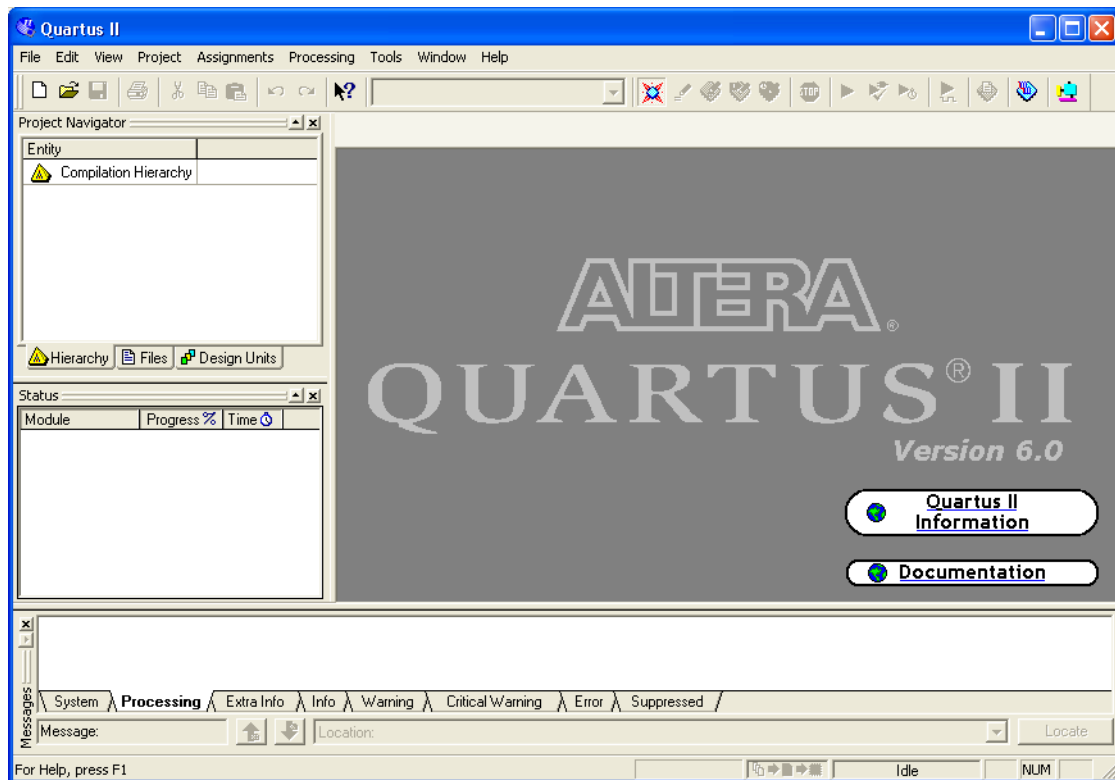 Quartus II
File Edit View Project Assignments Processing Tools Window Help
STOP
Project Navigator
Entity
Compilation Hierarchy
Hierarchy Files Design Units
Status
Module Progress % Time
ALTERA®
QUARTUS® II
Version 6.0
Quartus II
Information
Documentation
Messages
System Processing Extra Info Info Warning Critical Warning Error Suppressed
Message: Location: Locate
For Help, press F1 Idle NUM